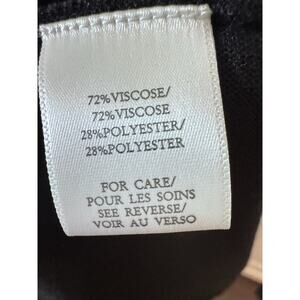 72%VISCOSE/
72%VISCOSE
28%POLYESTER/
28%POLYESTER
FOR CARE/
POUR LES SOINS
SEE REVERSE/
VOIR AU VERSO